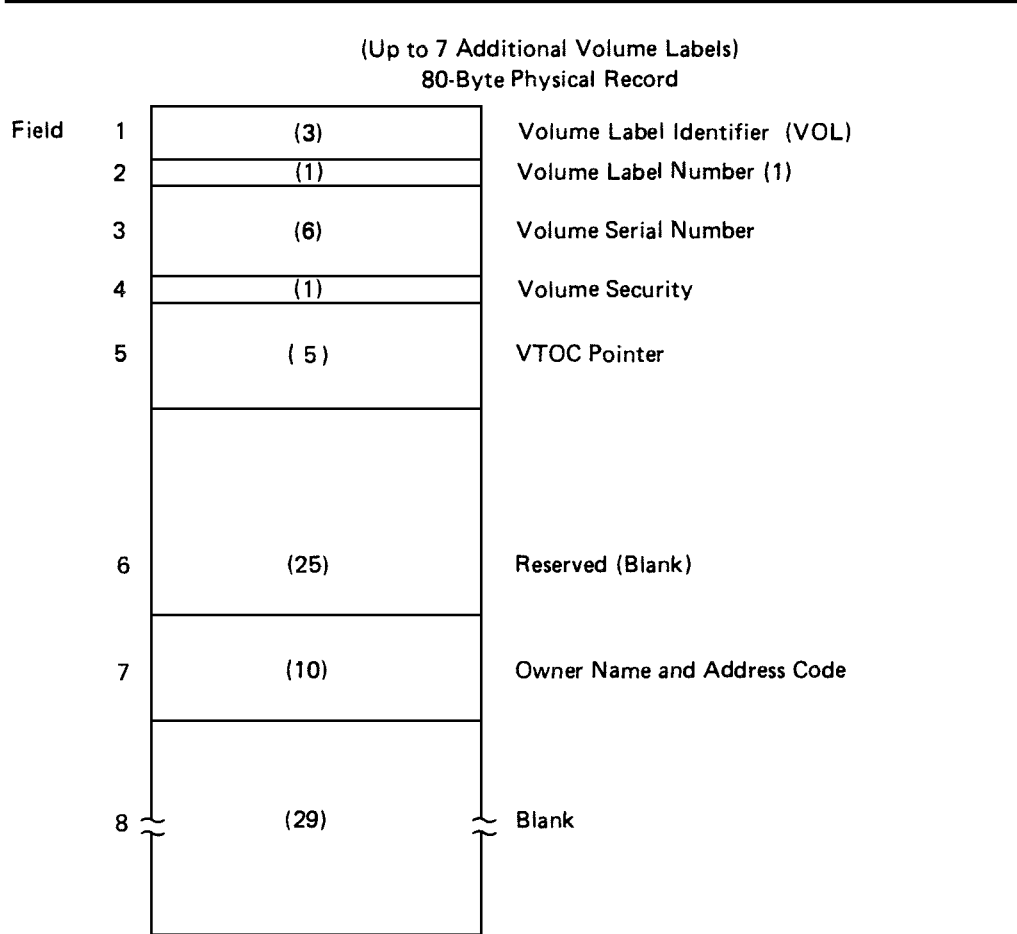 (Up to 7 Additional Volume Labels)
80-Byte Physical Record
Field 1 (3) Volume Label Identifier (VOL)
2 (1) Volume Label Number (1)
3 (6) Volume Serial Number
4 (1) Volume Security
5 ( 5 ) VTOC Pointer
6 (25) Reserved (Blank)
7 (10) Owner Name and Address Code
8 (29) Blank